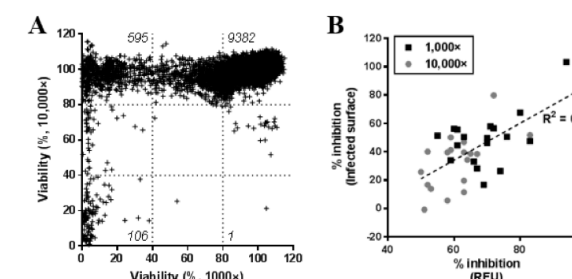 A
595
9382
106
1
120
100
80
60
40
20
0
0 20 40 60 80 100 120
Viability (%, 10,000×)
Viability (%, 1000×)
B
1,000×
10,000×
R² =
120
100
80
60
40
20
0
-20
40 60 80
% inhibition
(Infected surface)
% inhibition
(RFU)